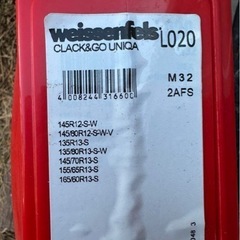 weissenfels
CLACK&GO UNIQA
L020
M32
2AFS
4 008244 316600
145R12-S-W
145/80R12-S-W-V
135R13-S
135/80R13-S-W
145/70R13-S
155/65R13-S
165/60R13-S